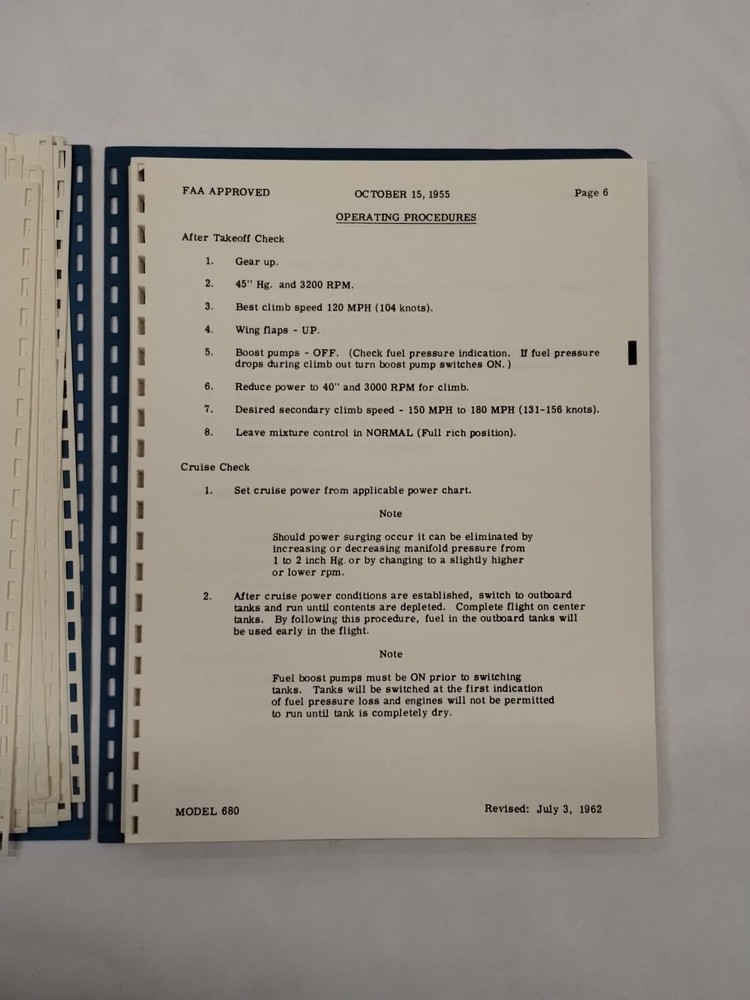 FAA APPROVED OCTOBER 15, 1955 Page 6
OPERATING PROCEDURES
After Takeoff Check
1. Gear up.
2. 45" Hg. and 3200 RPM.
3. Best climb speed 120 MPH (104 knots).
4. Wing flaps - UP.
5. Boost pumps - OFF. (Check fuel pressure indication. If fuel pressure
drops during climb out turn boost pump switches ON.)
6. Reduce power to 40" and 3000 RPM for climb.
7. Desired secondary climb speed - 150 MPH to 180 MPH (131-156 knots).
8. Leave mixture control in NORMAL (Full rich position).
Cruise Check
1. Set cruise power from applicable power chart.
Note
Should power surging occur it can be eliminated by
increasing or decreasing manifold pressure from
1 to 2 inch Hg. or by changing to a slightly higher
or lower rpm.
2. After cruise power conditions are established, switch to outboard
tanks and run until contents are depleted. Complete flight on center
tanks. By following this procedure, fuel in the outboard tanks will
be used early in the flight.
Note
Fuel boost pumps must be ON prior to switching
tanks. Tanks will be switched at the first indication
of fuel pressure loss and engines will not be permitted
to run until tank is completely dry.
MODEL 680 Revised: July 3, 1962